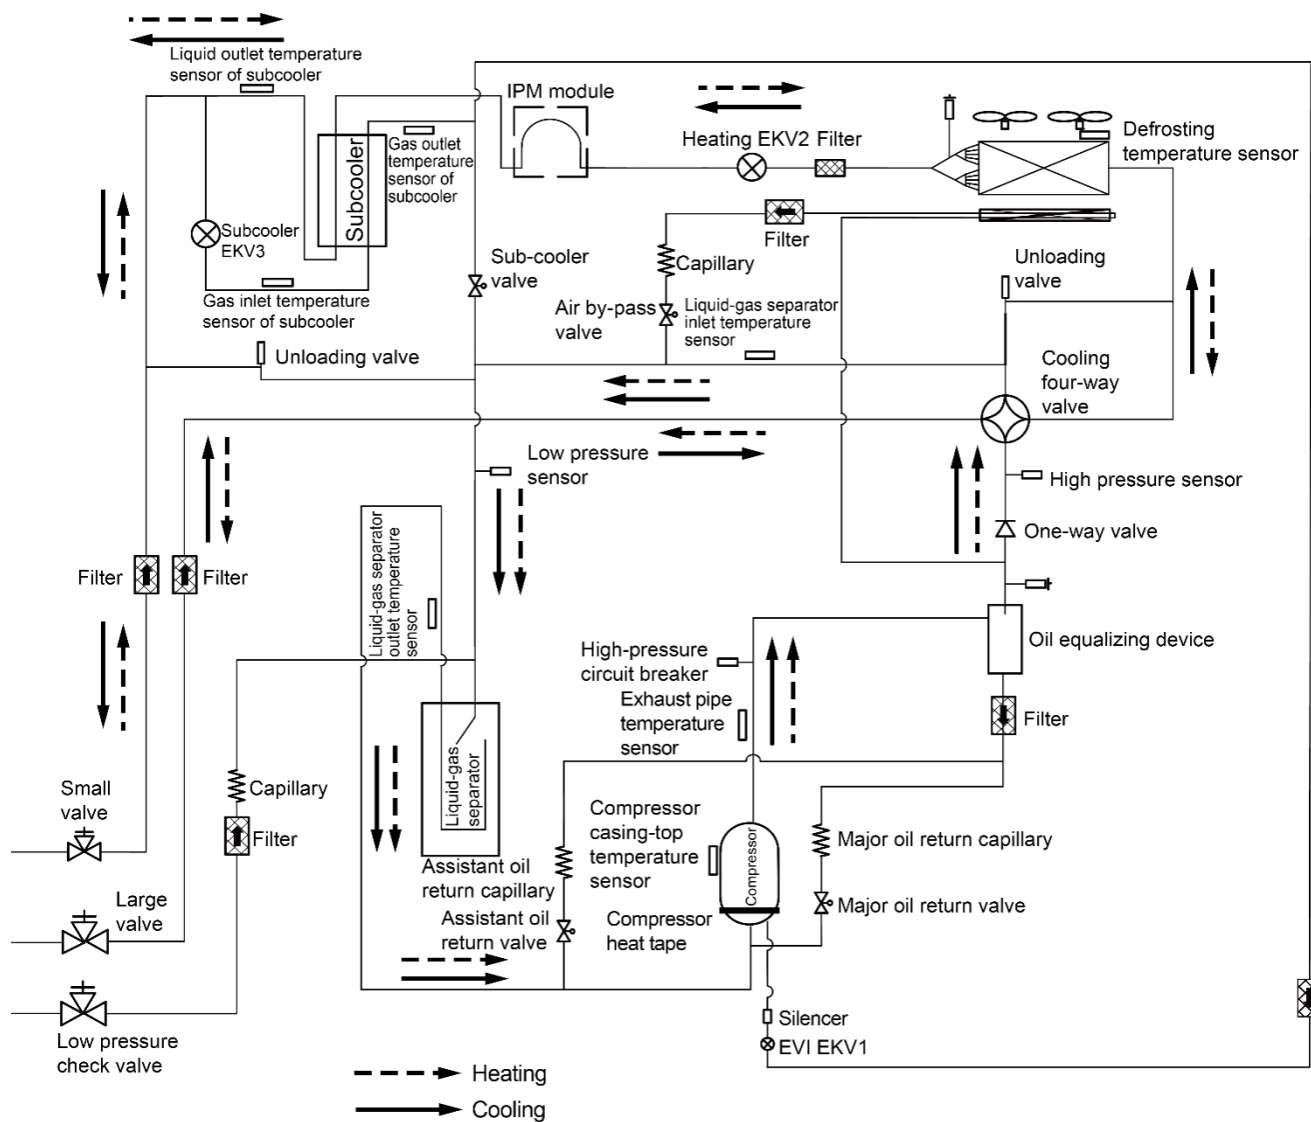 Liquid outlet temperature
sensor of subcooler
IPM module
Heating EKV2
Filter
Defrosting
temperature sensor
Subcooler
Gas outlet
temperature
sensor of
subcooler
Subcooler
EKV3
Gas inlet temperature
sensor of subcooler
Sub-cooler
valve
Filter
Capillary
Air by-pass
valve
Liquid-gas separator
inlet temperature
sensor
Unloading
valve
Unloading valve
Cooling
four-way
valve
Low pressure
sensor
High pressure sensor
One-way valve
Filter
Filter
Liquid-gas separator
outlet temperature
sensor
High-pressure
circuit breaker
Oil equalizing device
Exhaust pipe
temperature
sensor
Filter
Liquid-gas
separator
Small
valve
Capillary
Filter
Compressor
casing-top
temperature
sensor
Compressor
Major oil return capillary
Assistant oil
return capillary
Large
valve
Assistant oil
return valve
Compressor
heat tape
Major oil return valve
Low pressure
check valve
Silencer
EVI EKV1
Heating
Cooling